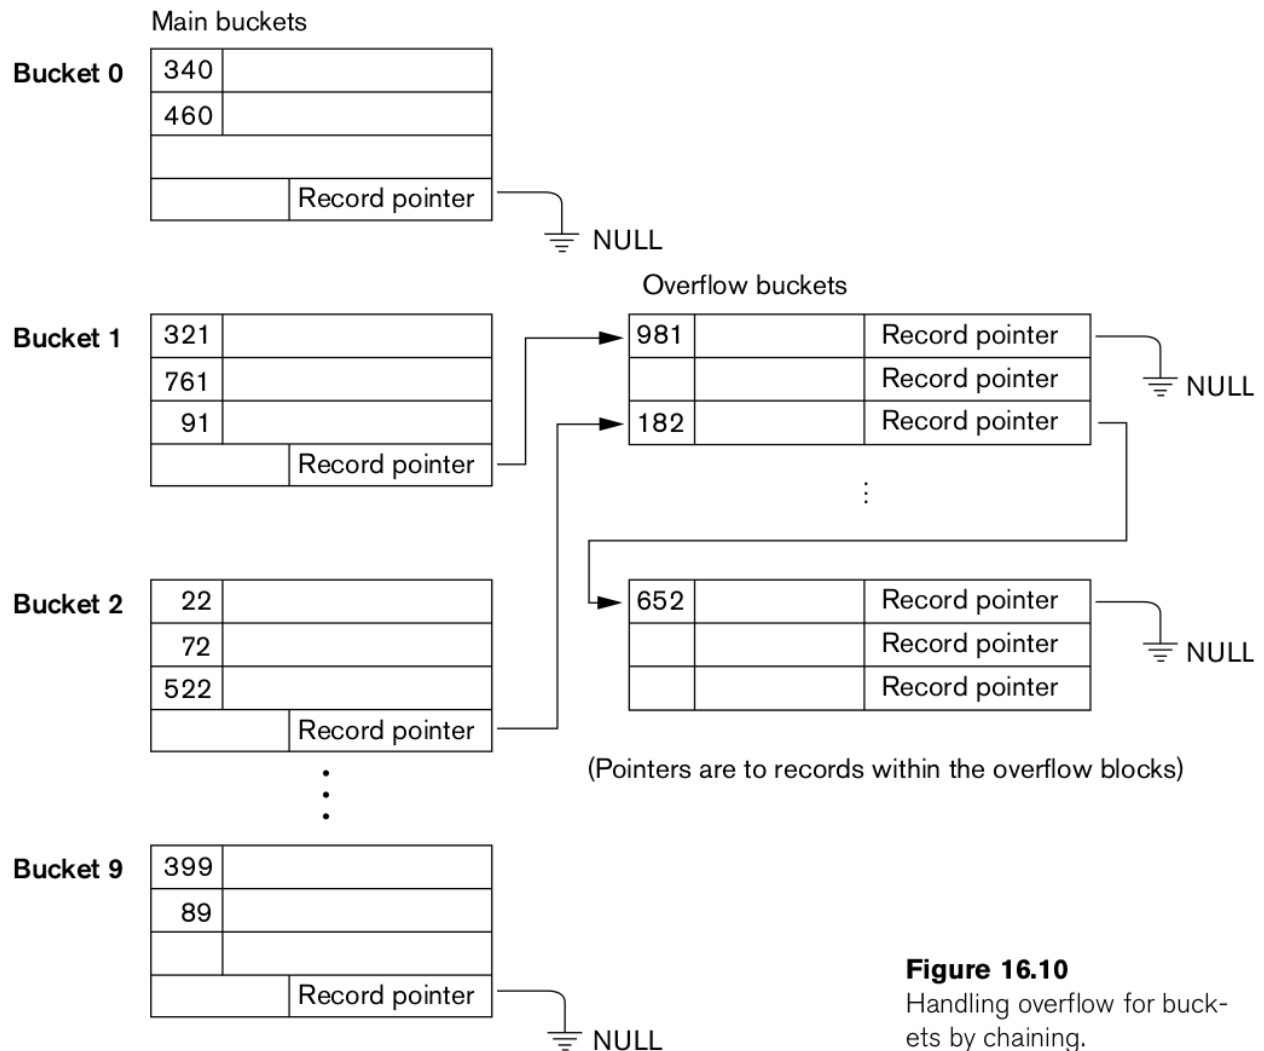 Main buckets
Bucket 0
340
460
Record pointer
NULL
Overflow buckets
Bucket 1
321
761
91
Record pointer
981 Record pointer
Record pointer
182 Record pointer
NULL
⋮
Bucket 2
22
72
522
Record pointer
652 Record pointer
Record pointer
Record pointer
NULL
(Pointers are to records within the overflow blocks)
Bucket 9
399
89
Record pointer
NULL
Figure 16.10
Handling overflow for buck-
ets by chaining.